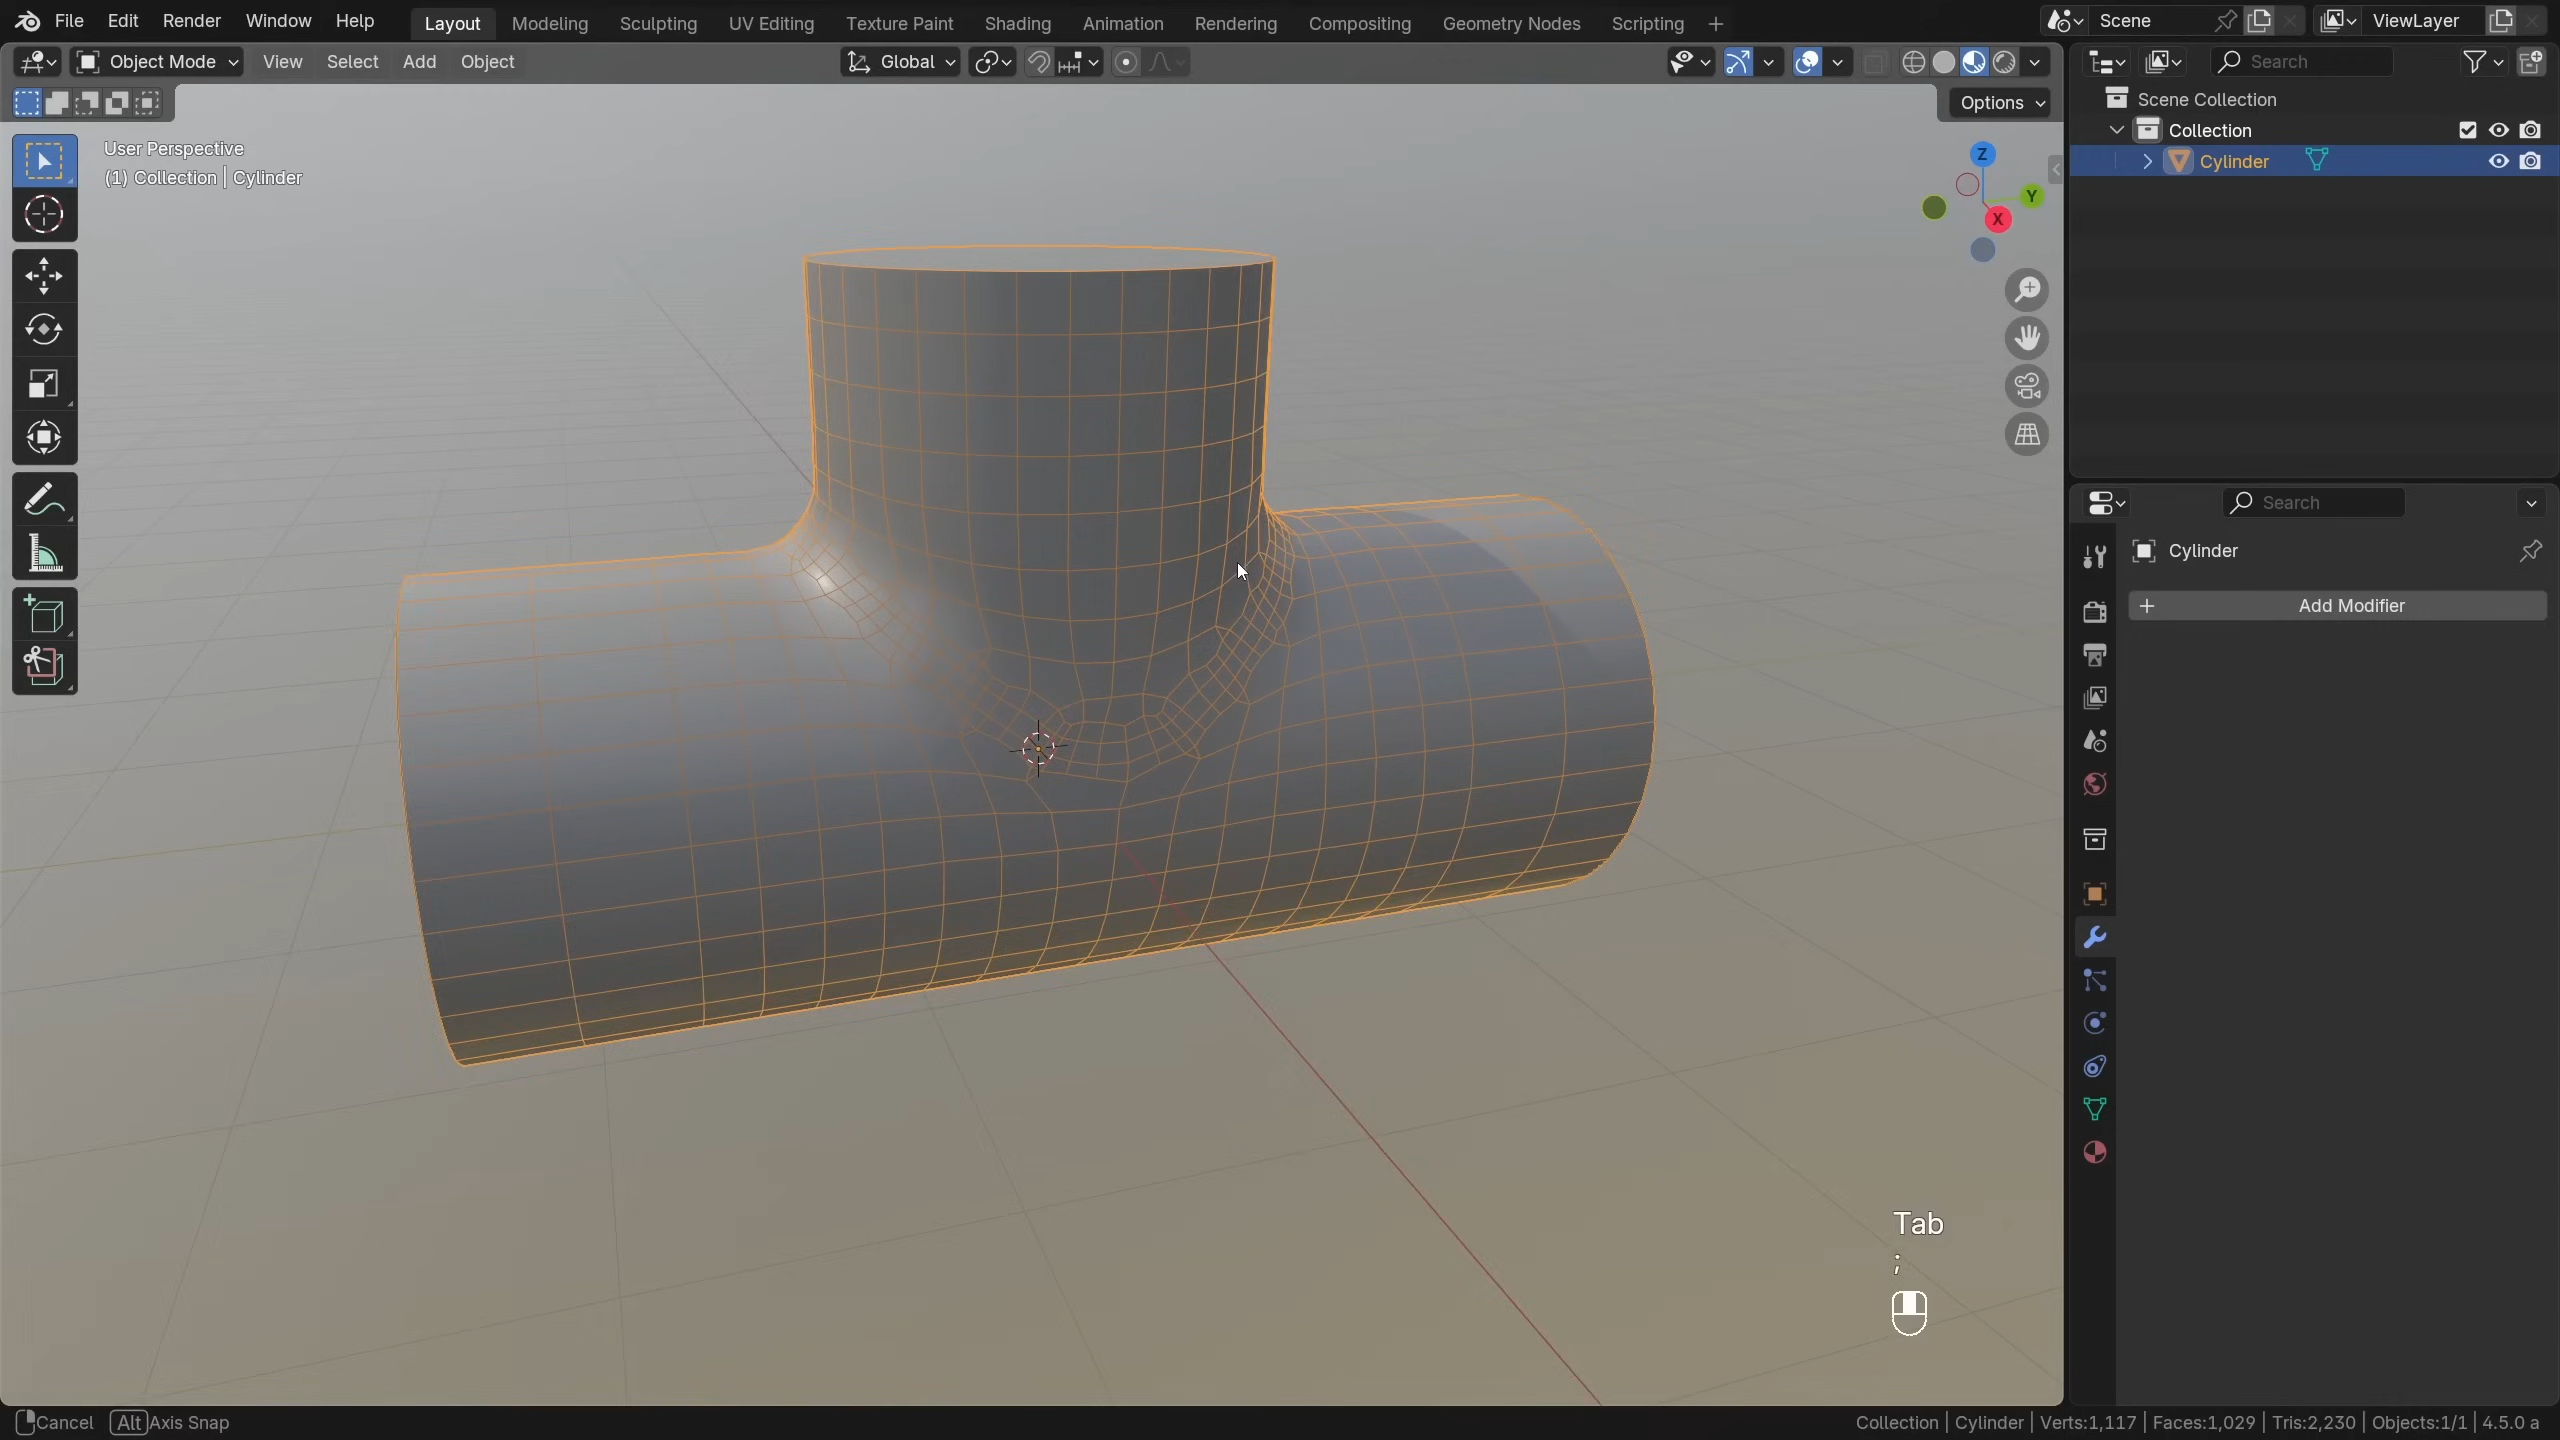 File Edit Render Window Help Layout Modeling Sculpting UV Editing Texture Paint Shading Animation Rendering Compositing Geometry Nodes Scripting + Scene ViewLayer
Object Mode View Select Add Object Global Search
Options
User Perspective
(1) Collection | Cylinder
Z
Y
X
Scene Collection
Collection
Cylinder
Search
Cylinder
+ Add Modifier
Tab
;
Cancel Alt Axis Snap
Collection | Cylinder | Verts:1,117 | Faces:1,029 | Tris:2,230 | Objects:1/1 | 4.5.0 a